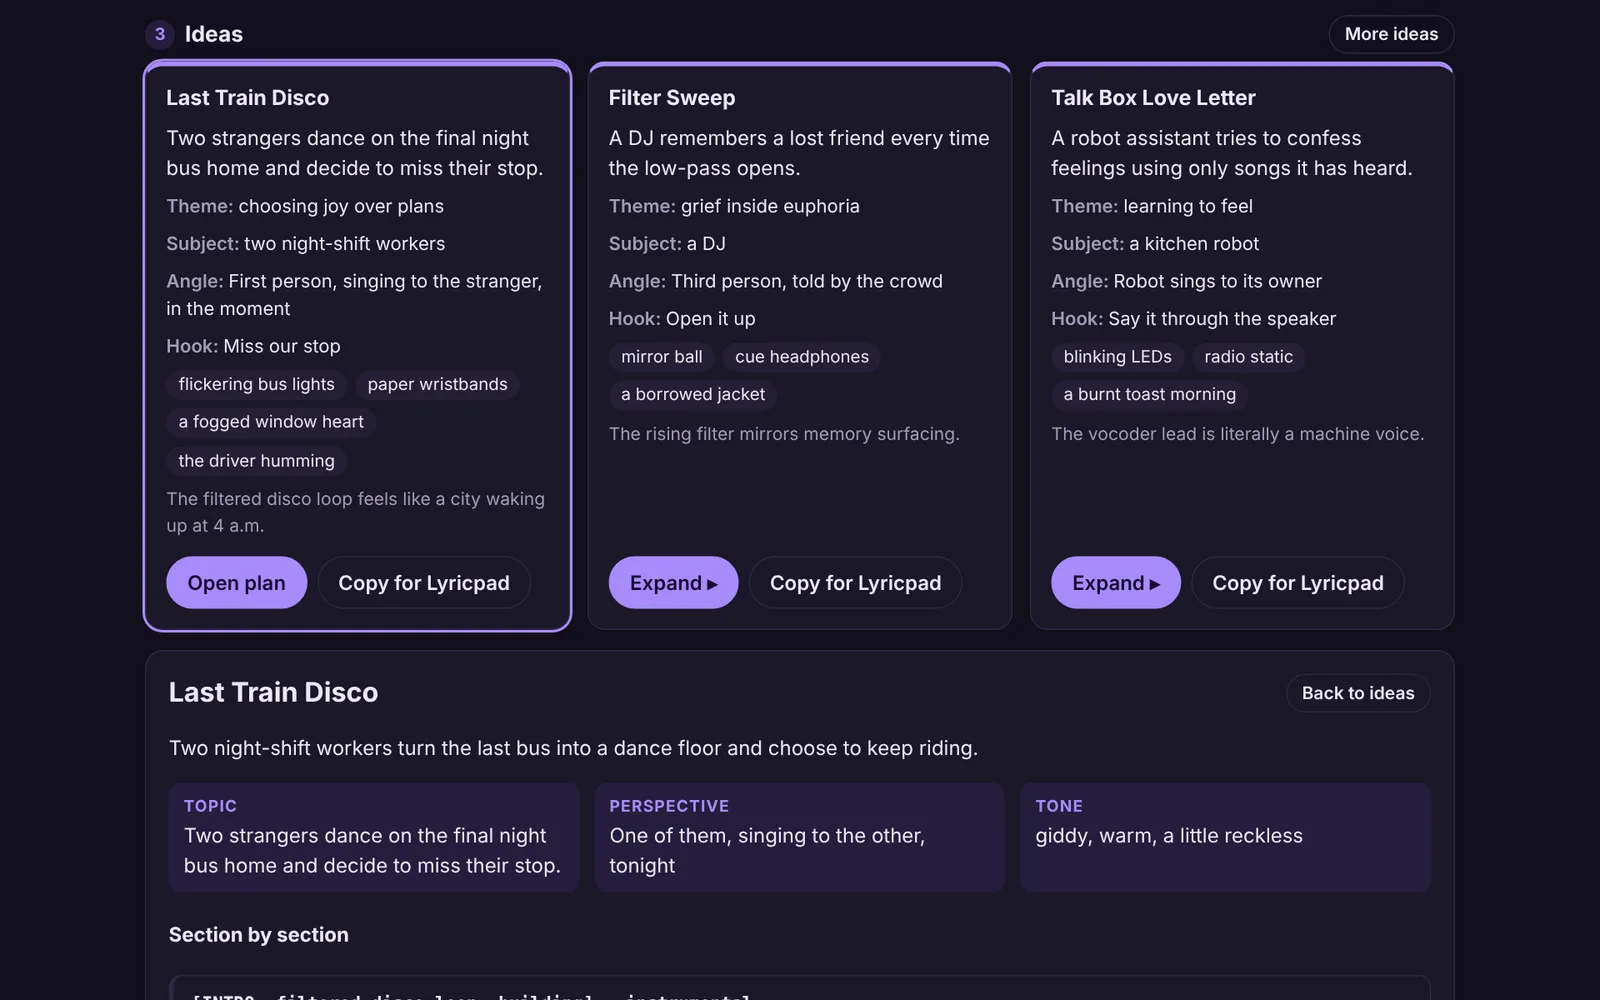 3 Ideas
More ideas
Last Train Disco
Two strangers dance on the final night
bus home and decide to miss their stop.
Theme: choosing joy over plans
Subject: two night-shift workers
Angle: First person, singing to the stranger,
in the moment
Hook: Miss our stop
flickering bus lights
paper wristbands
a fogged window heart
the driver humming
The filtered disco loop feels like a city waking
up at 4 a.m.
Open plan
Copy for Lyricpad
Filter Sweep
A DJ remembers a lost friend every time
the low-pass opens.
Theme: grief inside euphoria
Subject: a DJ
Angle: Third person, told by the crowd
Hook: Open it up
mirror ball
cue headphones
a borrowed jacket
The rising filter mirrors memory surfacing.
Expand ▸
Copy for Lyricpad
Talk Box Love Letter
A robot assistant tries to confess
feelings using only songs it has heard.
Theme: learning to feel
Subject: a kitchen robot
Angle: Robot sings to its owner
Hook: Say it through the speaker
blinking LEDs
radio static
a burnt toast morning
The vocoder lead is literally a machine voice.
Expand ▸
Copy for Lyricpad
Last Train Disco
Back to ideas
Two night-shift workers turn the last bus into a dance floor and choose to keep riding.
TOPIC
Two strangers dance on the final night
bus home and decide to miss their stop.
PERSPECTIVE
One of them, singing to the other,
tonight
TONE
giddy, warm, a little reckless
Section by section